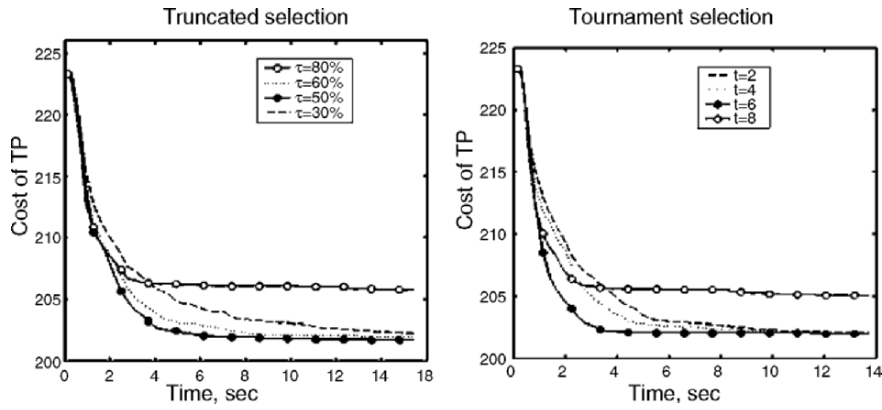 Truncated selection
225
220
215
210
205
200
Cost of TP
τ=80%
τ=60%
τ=50%
τ=30%
0 2 4 6 8 10 12 14 16 18
Time, sec
Tournament selection
225
220
215
210
205
200
Cost of TP
t=2
t=4
t=6
t=8
0 2 4 6 8 10 12 14
Time, sec